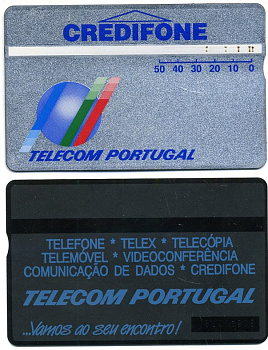 CREDIFONE
50 40 30 20 10 0
TELECOM PORTUGAL
TELEFONE * TELEX * TELECÓPIA
TELEMÓVEL * VIDEOCONFERÊNCIA
COMUNICAÇÃO DE DADOS * CREDIFONE
TELECOM PORTUGAL
...Vamos ao seu encontro!